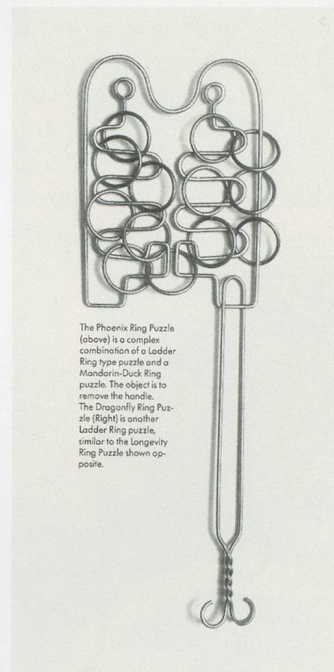 The Phoenix Ring Puzzle
(above) is a complex
combination of a Ladder
Ring type puzzle and a
Mandarin-Duck Ring
puzzle. The object is to
remove the handle.
The Dragonfly Ring Puz-
zle (Right) is another
Ladder Ring puzzle,
similar to the Longevity
Ring Puzzle shown op-
posite.